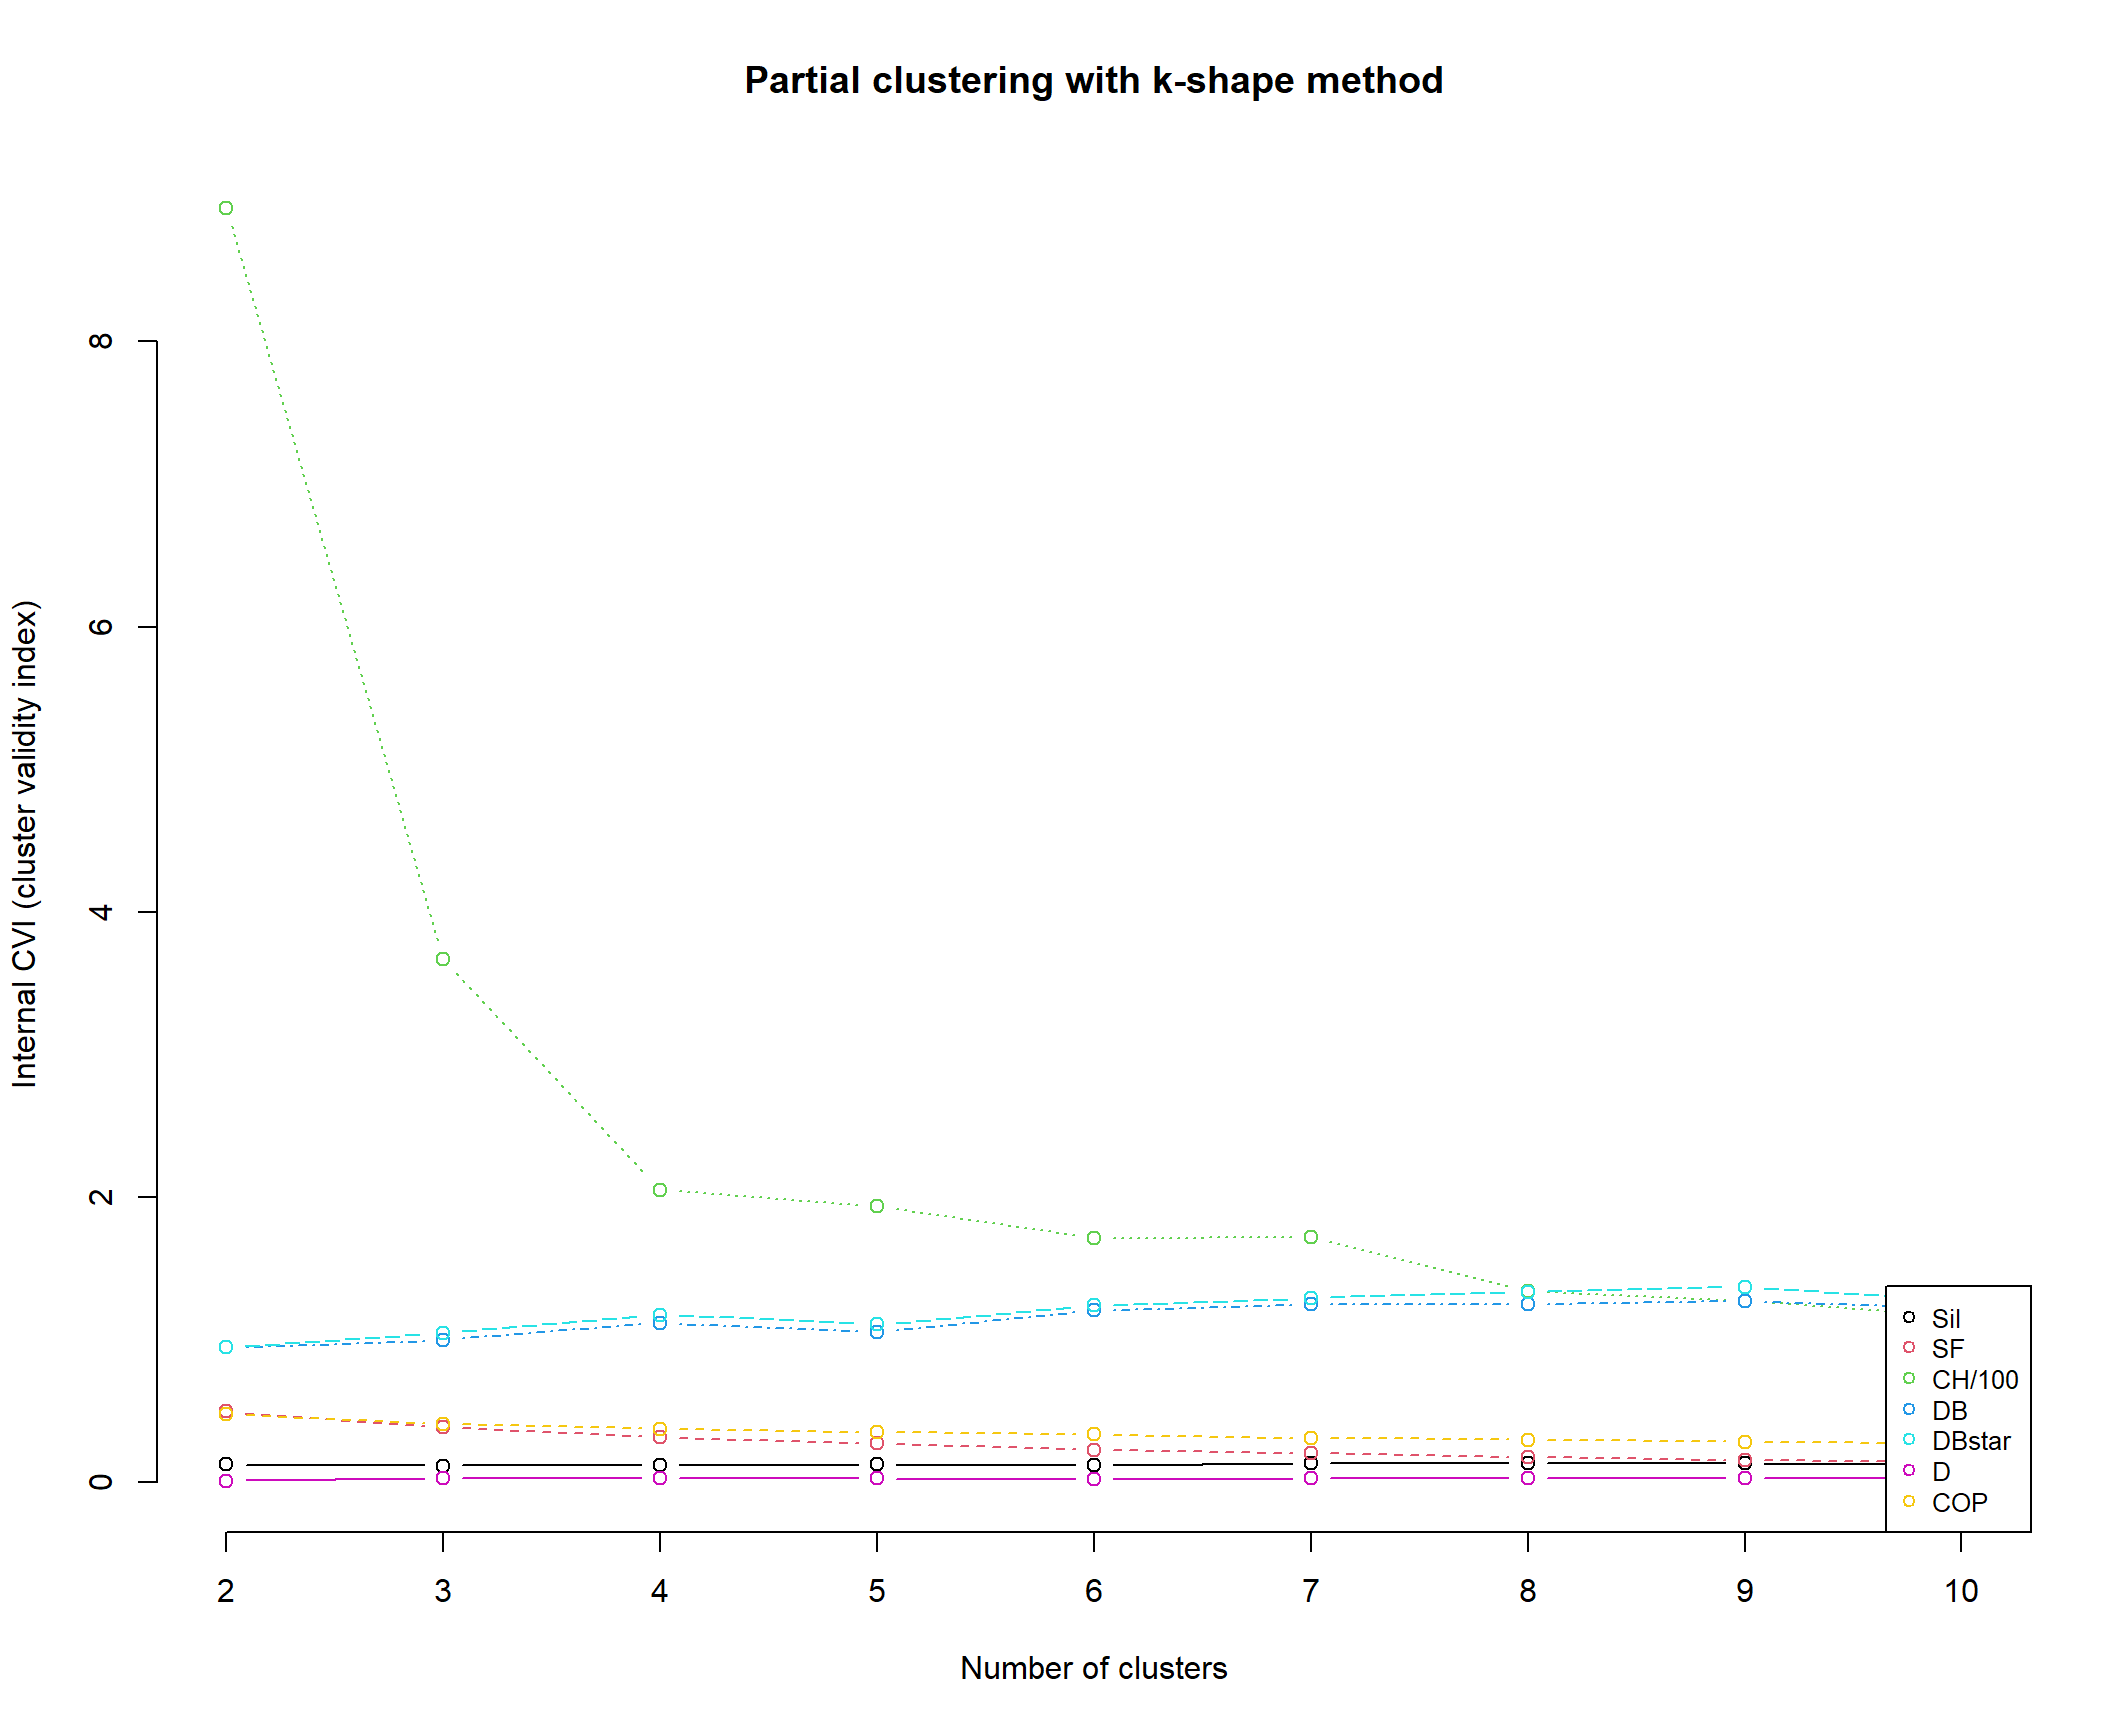 Partial clustering with k-shape method
Internal CVI (cluster validity index)
8
6
4
2
0
Sil
SF
CH/100
DB
DBstar
D
COP
2 3 4 5 6 7 8 9 10
Number of clusters